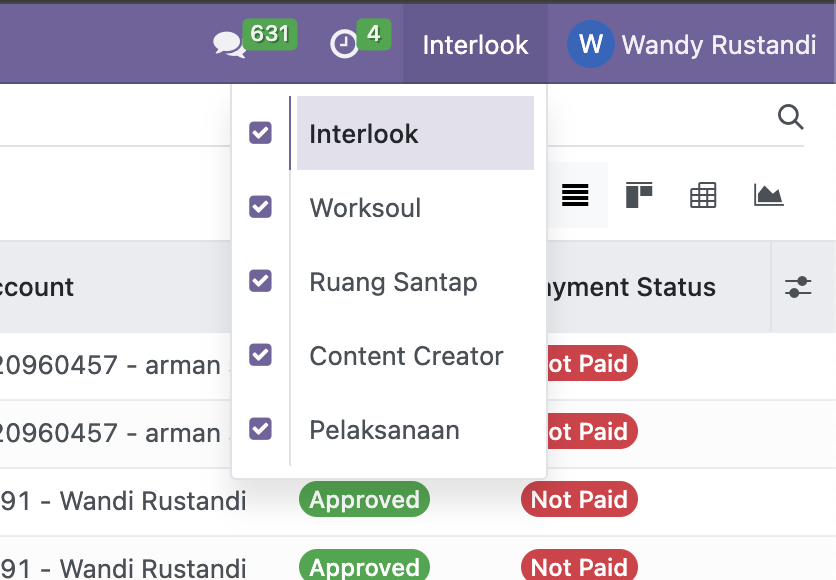 631
4
Interlook
W
Wandy Rustandi
Interlook
Worksoul
Ruang Santap
Content Creator
Pelaksanaan
ccount
ayment Status
20960457 - arman
ot Paid
20960457 - arman
ot Paid
91 - Wandi Rustandi
Approved
Not Paid
91 - Wandi Rustandi
Approved
Not Paid